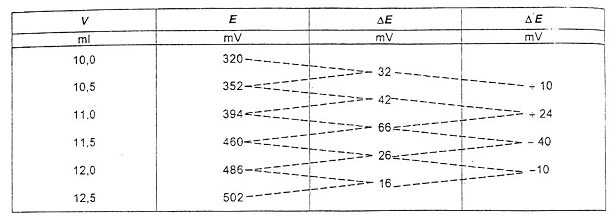 V E ΔE Δ'E
ml mV mV mV
10,0 320
32
10,5 352 + 10
42
11.0 394 + 24
66
11,5 460 - 40
26
12,0 486 -10
16
12,5 502